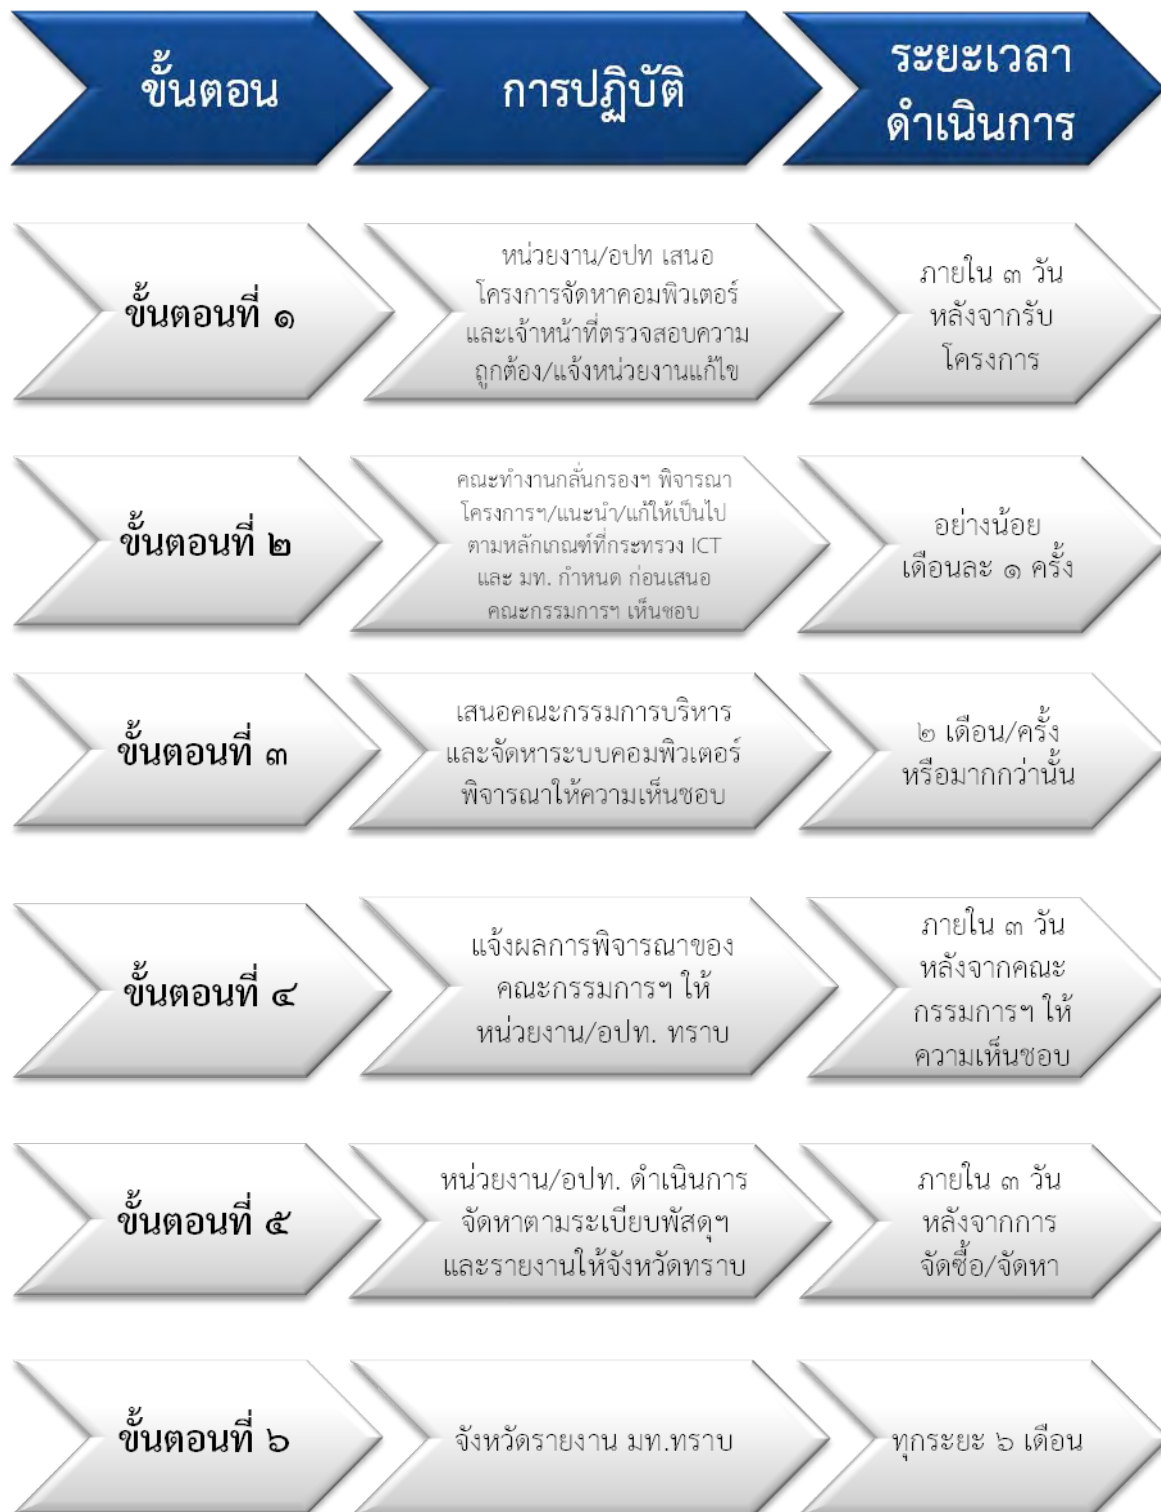 ขั้นตอน
การปฏิบัติ
ระยะเวลา
ดำเนินการ
ขั้นตอนที่ ๑
หน่วยงาน/อปท เสนอ
โครงการจัดหาคอมพิวเตอร์
และเจ้าหน้าที่ตรวจสอบความ
ถูกต้อง/แจ้งหน่วยงานแก้ไข
ภายใน ๓ วัน
หลังจากรับ
โครงการ
ขั้นตอนที่ ๒
คณะทำงานกลั่นกรองฯ พิจารณา
โครงการฯ/แนะนำ/แก้ให้เป็นไป
ตามหลักเกณฑ์ที่กระทรวง ICT
และ มท. กำหนด ก่อนเสนอ
คณะกรรมการฯ เห็นชอบ
อย่างน้อย
เดือนละ ๑ ครั้ง
ขั้นตอนที่ ๓
เสนอคณะกรรมการบริหาร
และจัดหาระบบคอมพิวเตอร์
พิจารณาให้ความเห็นชอบ
๒ เดือน/ครั้ง
หรือมากกว่านั้น
ขั้นตอนที่ ๔
แจ้งผลการพิจารณาของ
คณะกรรมการฯ ให้
หน่วยงาน/อปท. ทราบ
ภายใน ๓ วัน
หลังจากคณะ
กรรมการฯ ให้
ความเห็นชอบ
ขั้นตอนที่ ๕
หน่วยงาน/อปท. ดำเนินการ
จัดหาตามระเบียบพัสดุฯ
และรายงานให้จังหวัดทราบ
ภายใน ๓ วัน
หลังจากการ
จัดซื้อ/จัดหา
ขั้นตอนที่ ๖
จังหวัดรายงาน มท.ทราบ
ทุกระยะ ๖ เดือน